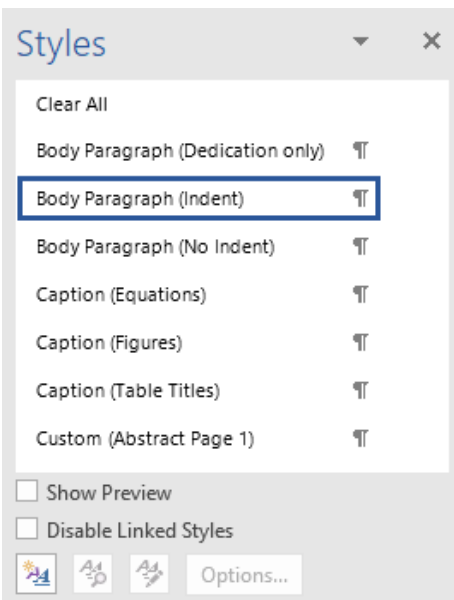 Styles
Clear All
Body Paragraph (Dedication only) ¶
Body Paragraph (Indent) ¶
Body Paragraph (No Indent) ¶
Caption (Equations) ¶
Caption (Figures) ¶
Caption (Table Titles) ¶
Custom (Abstract Page 1) ¶
Show Preview
Disable Linked Styles
Options...